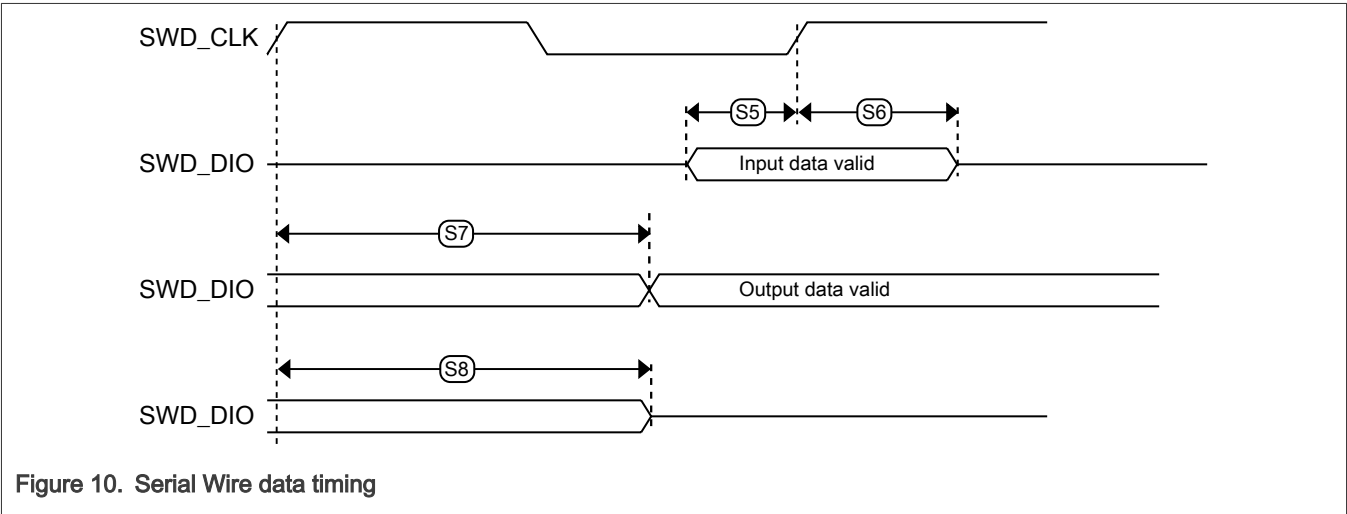 SWD_CLK
S5
S6
SWD_DIO
Input data valid
S7
SWD_DIO
Output data valid
S8
SWD_DIO
Figure 10. Serial Wire data timing